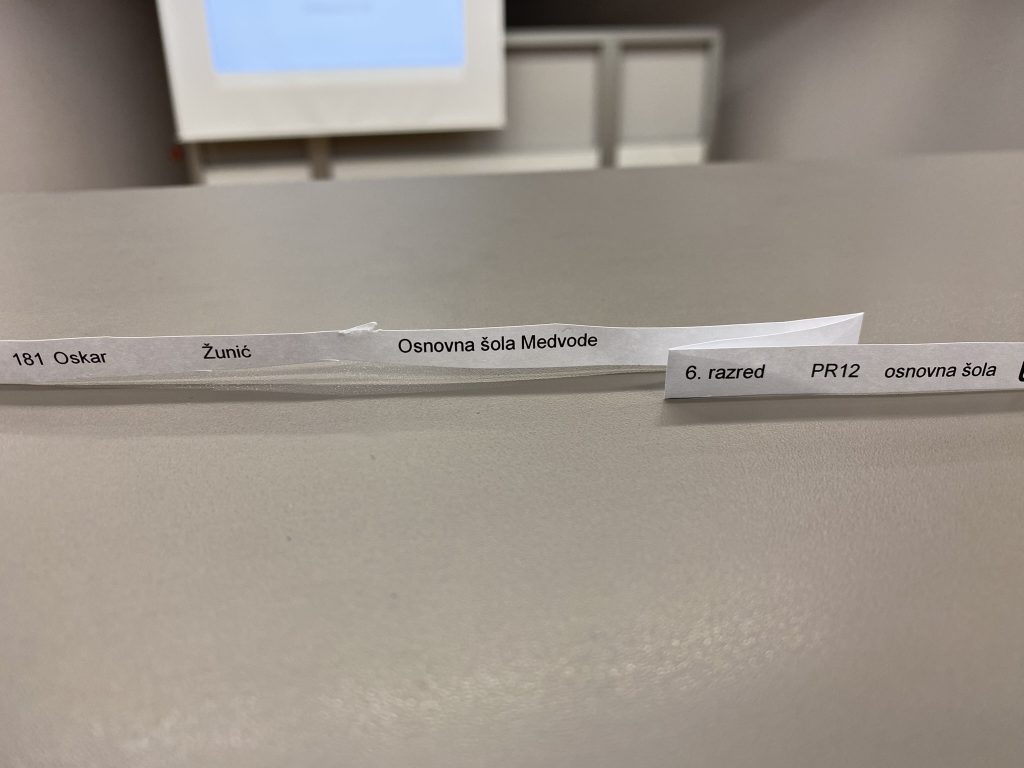 181 Oskar Žunić Osnovna šola Medvode
6. razred PR12 osnovna šola